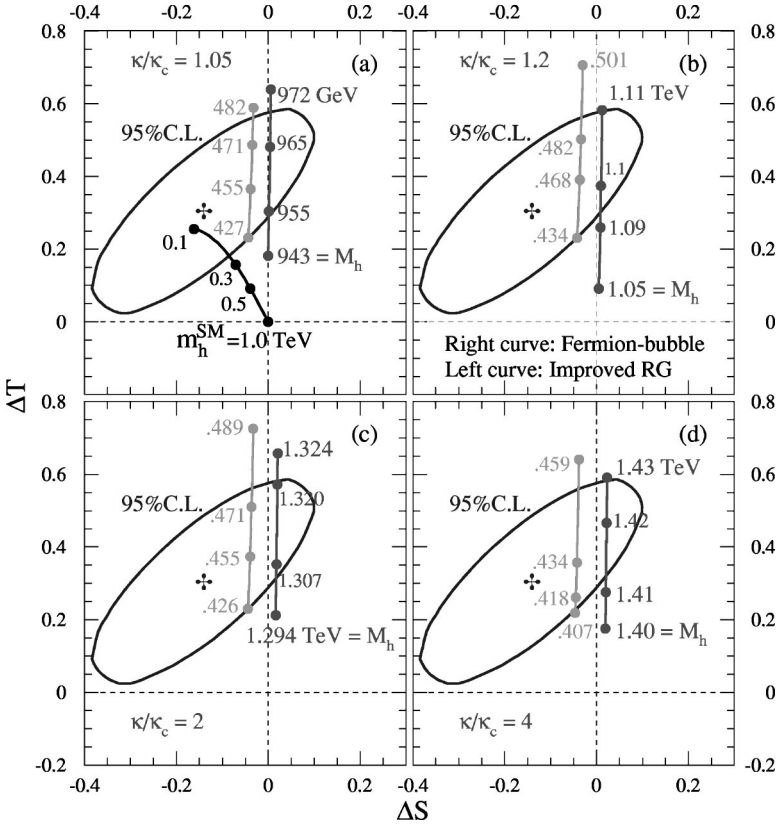 -0.4 -0.2 0 0.2
-0.4 -0.2 0 0.2
0.8
0.6
0.4
0.2
0
κ/κc = 1.05
(a)
972 GeV
482
95%C.L.
471
965
455
955
427
943 = Mh
0.1
0.3
0.5
mhSM=1.0 TeV
κ/κc = 1.2
(b)
.501
1.11 TeV
95%C.L.
.482
1.1
.468
1.09
.434
1.05 = Mh
Right curve: Fermion-bubble
Left curve: Improved RG
0.8
0.6
0.4
0.2
0
-0.2
ΔT
0.8
0.6
0.4
0.2
0
-0.2
(c)
.489
1.324
95%C.L.
.471
1.320
.455
1.307
.426
1.294 TeV = Mh
κ/κc = 2
(d)
.459
1.43 TeV
95%C.L.
1.42
.434
.418
1.41
.407
1.40 = Mh
κ/κc = 4
0.8
0.6
0.4
0.2
0
-0.2
-0.4 -0.2 0 0.2
-0.4 -0.2 0 0.2
ΔS